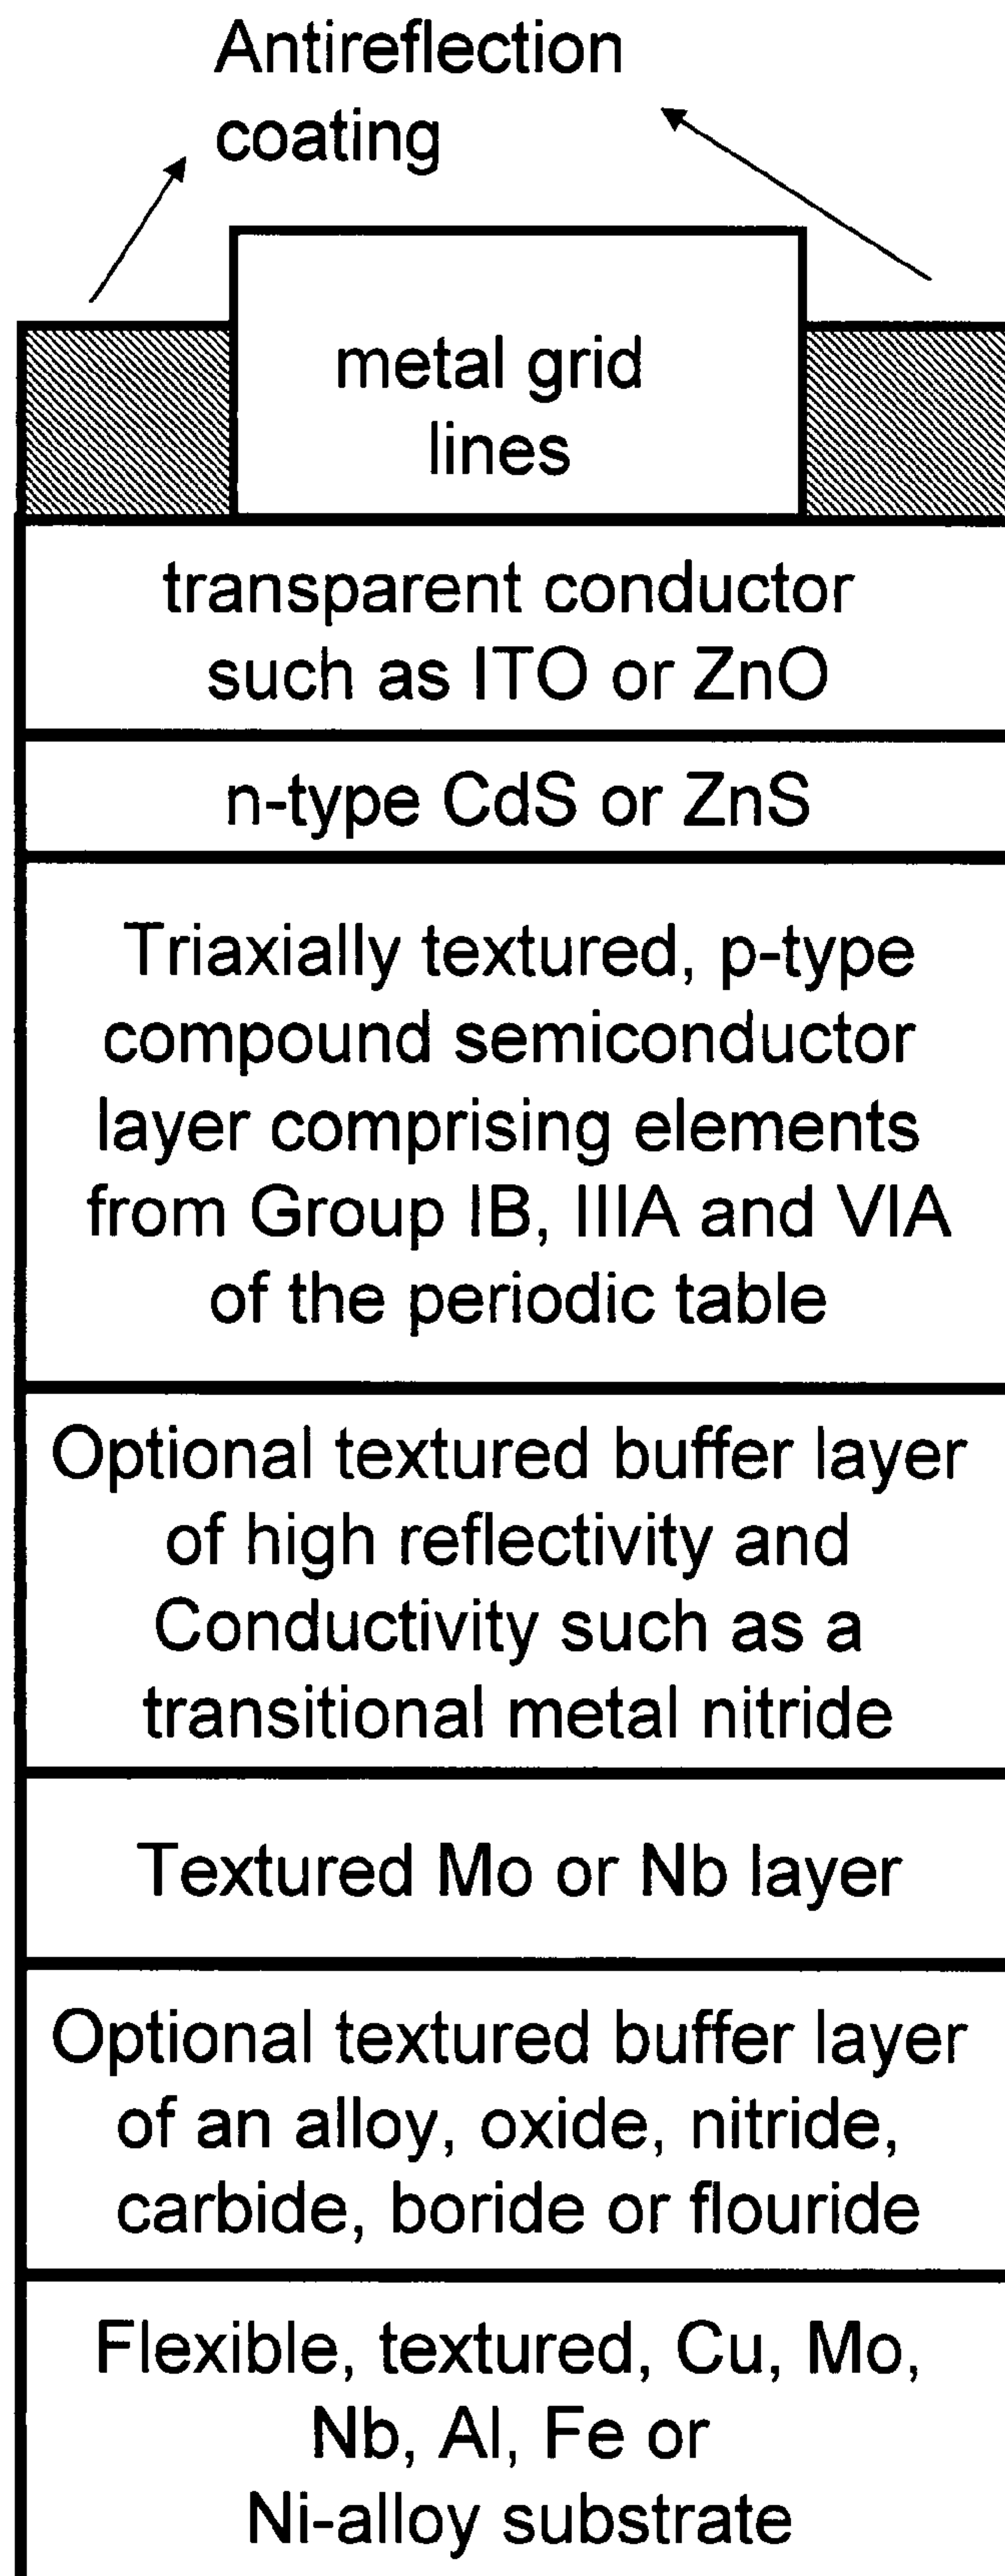 Antireflection
coating
metal grid
lines
transparent conductor
such as ITO or ZnO
n-type CdS or ZnS
Triaxially textured, p-type
compound semiconductor
layer comprising elements
from Group IB, IIIA and VIA
of the periodic table
Optional textured buffer layer
of high reflectivity and
Conductivity such as a
transitional metal nitride
Textured Mo or Nb layer
Optional textured buffer layer
of an alloy, oxide, nitride,
carbide, boride or flouride
Flexible, textured, Cu, Mo,
Nb, Al, Fe or
Ni-alloy substrate